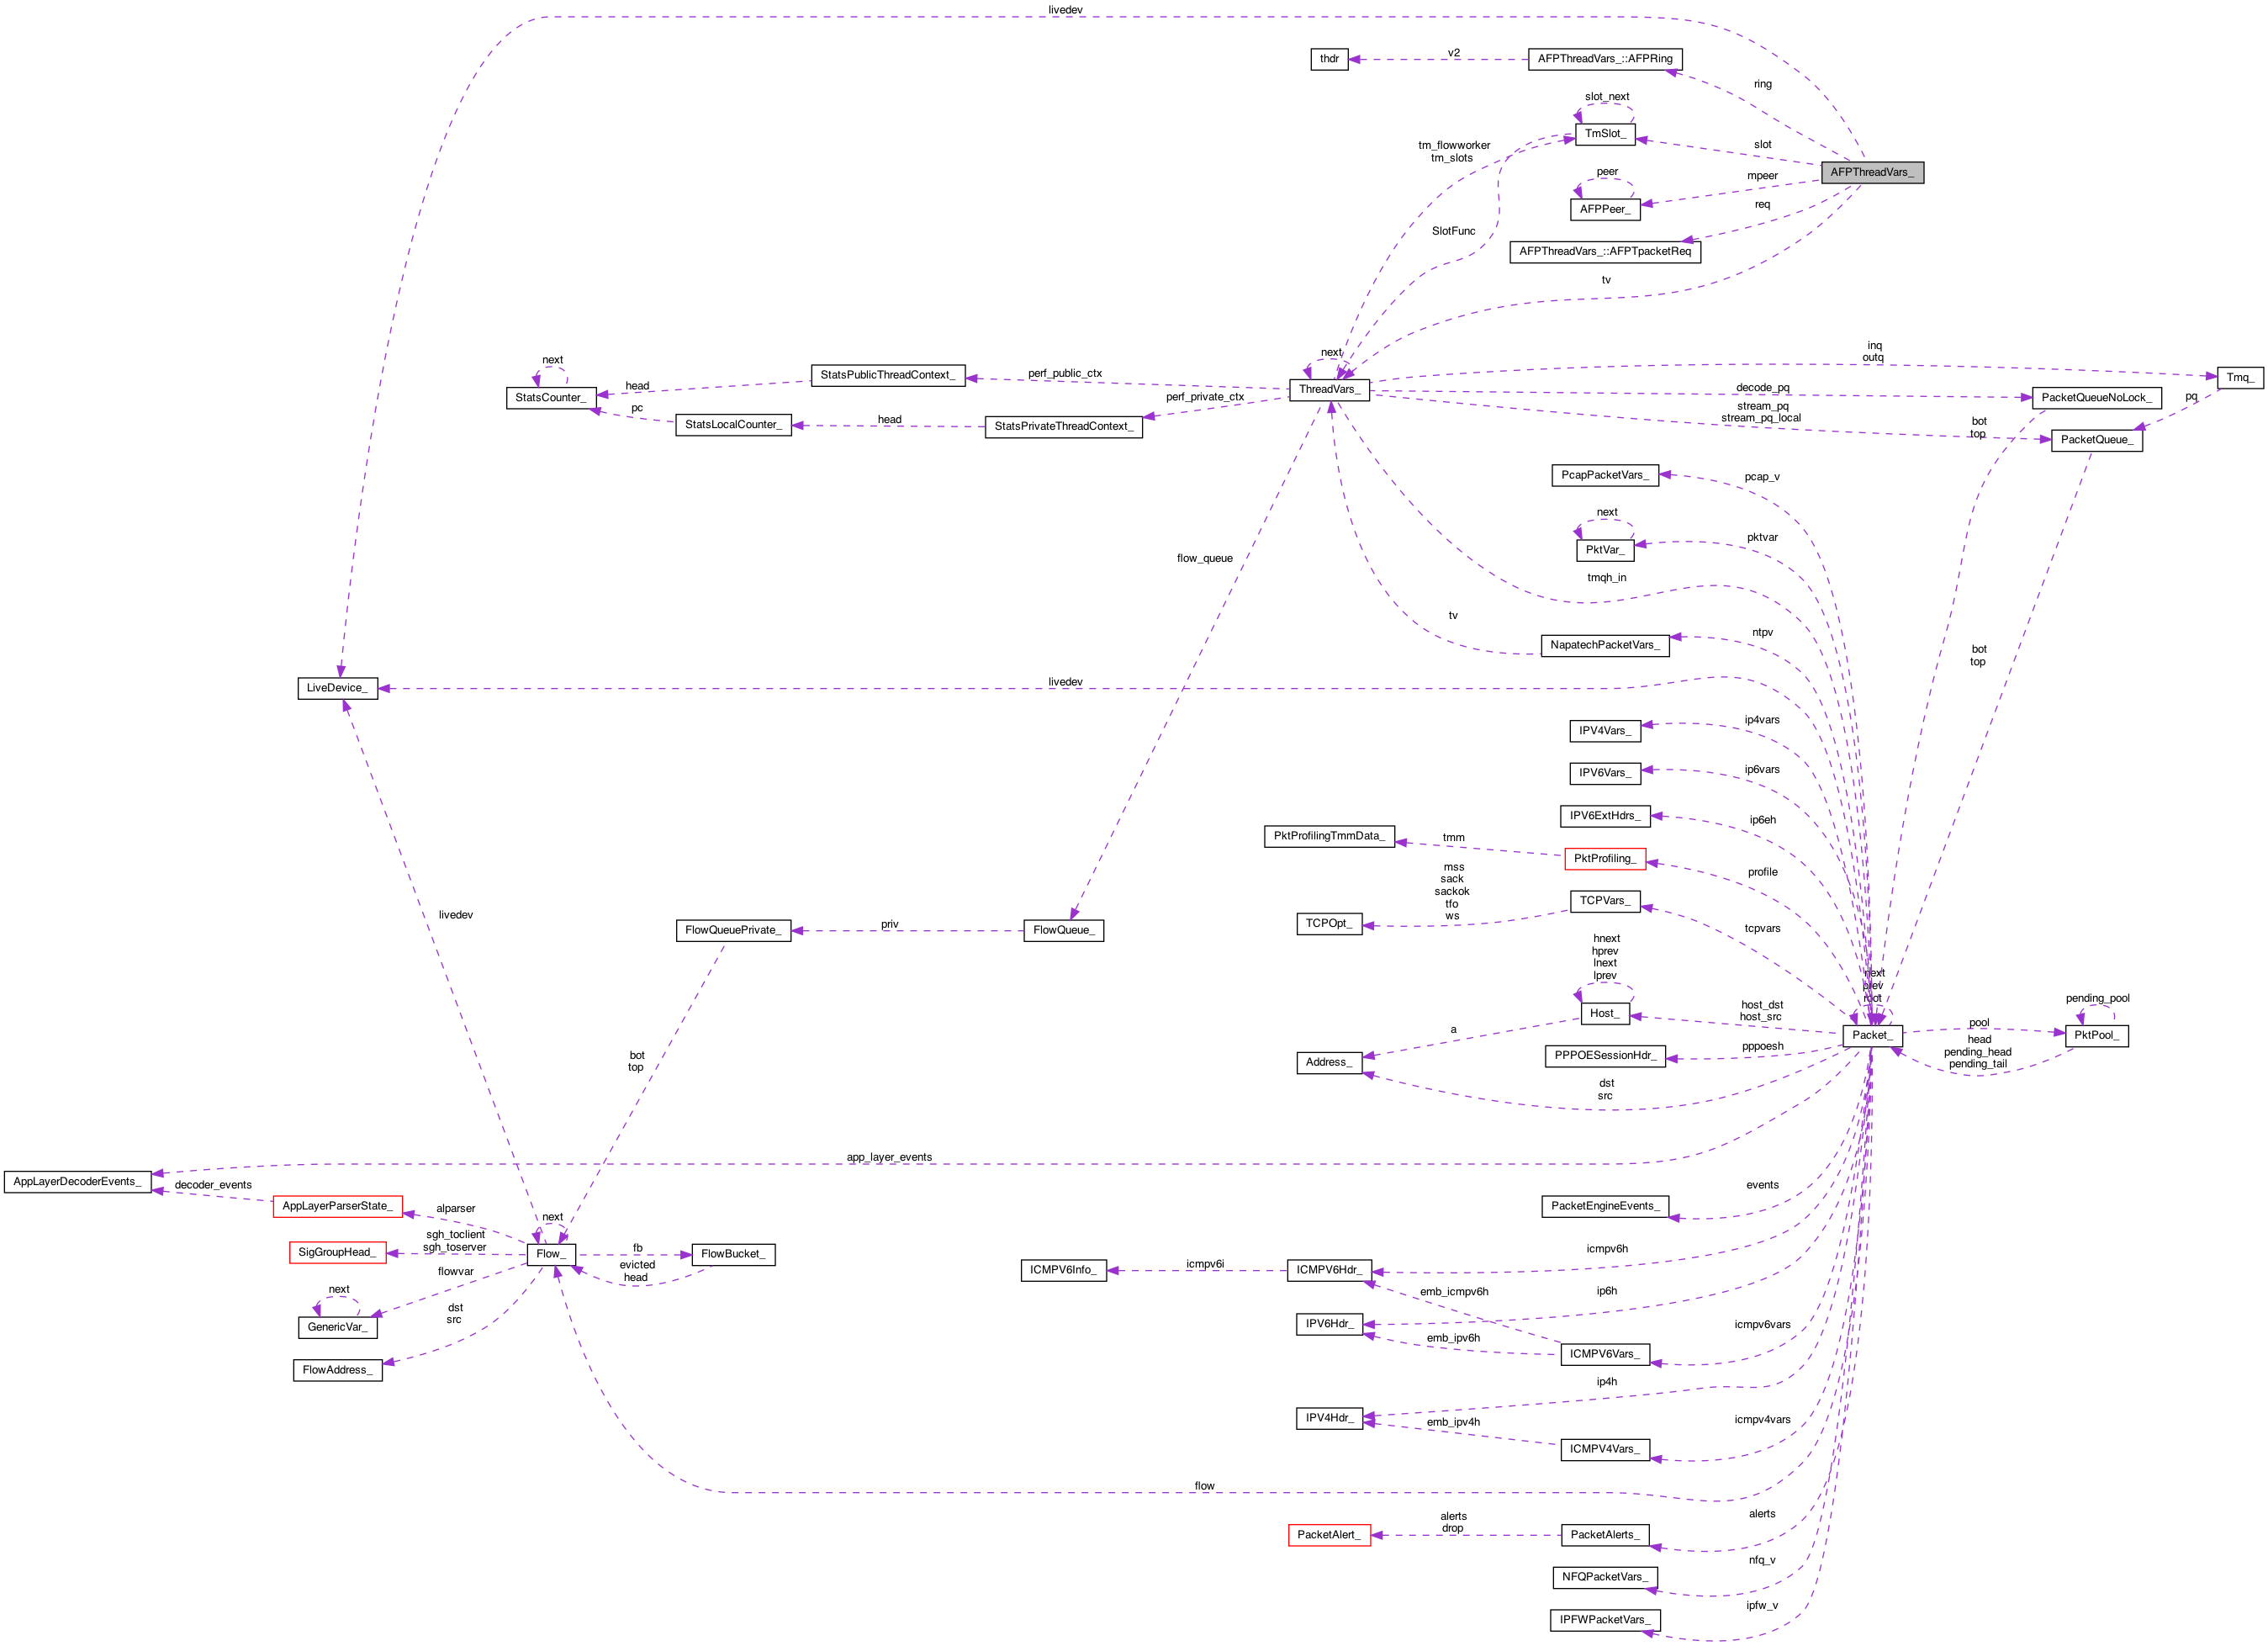 livedev
thdr
v2
AFPThreadVars_::AFPRing
ring
slot_next
TmSlot_
slot
tm_flowworker
tm_slots
AFPThreadVars_
mpeer
peer
AFPPeer_
req
SlotFunc
AFPThreadVars_::AFPTpacketReq
tv
inq
outq
next
next
StatsPublicThreadContext_
perf_public_ctx
Tmq_
head
StatsCounter_
ThreadVars_
decode_pq
PacketQueueNoLock_
pq
perf_private_ctx
pc
StatsLocalCounter_
head
StatsPrivateThreadContext_
stream_pq
stream_pq_local
bot
top
PacketQueue_
PcapPacketVars_
pcap_v
next
PktVar_
pktvar
flow_queue
tmqh_in
tv
NapatechPacketVars_
ntpv
bot
top
LiveDevice_
livedev
IPV4Vars_
ip4vars
IPV6Vars_
ip6vars
IPV6ExtHdrs_
ip6eh
PktProfilingTmmData_
tmm
PktProfiling_
profile
mss
sack
sackok
tfo
ws
TCPVars_
TCPOpt_
tcpvars
livedev
FlowQueuePrivate_
priv
FlowQueue_
hnext
hprev
lnext
lprev
next
prev
root
Host_
host_dst
host_src
pending_pool
Packet_
pool
PktPool_
a
head
pending_head
pending_tail
Address_
PPPOESessionHdr_
pppoesh
bot
top
dst
src
app_layer_events
AppLayerDecoderEvents_
decoder_events
AppLayerParserState_
alparser
PacketEngineEvents_
events
next
SigGroupHead_
sgh_toclient
sgh_toserver
Flow_
fb
FlowBucket_
evicted
head
icmpv6h
ICMPV6Info_
icmpv6i
ICMPV6Hdr_
flowvar
next
GenericVar_
emb_icmpv6h
ip6h
IPV6Hdr_
dst
src
emb_ipv6h
icmpv6vars
ICMPV6Vars_
FlowAddress_
ip4h
IPV4Hdr_
emb_ipv4h
icmpv4vars
ICMPV4Vars_
flow
alerts
drop
PacketAlert_
PacketAlerts_
alerts
NFQPacketVars_
nfq_v
IPFWPacketVars_
ipfw_v